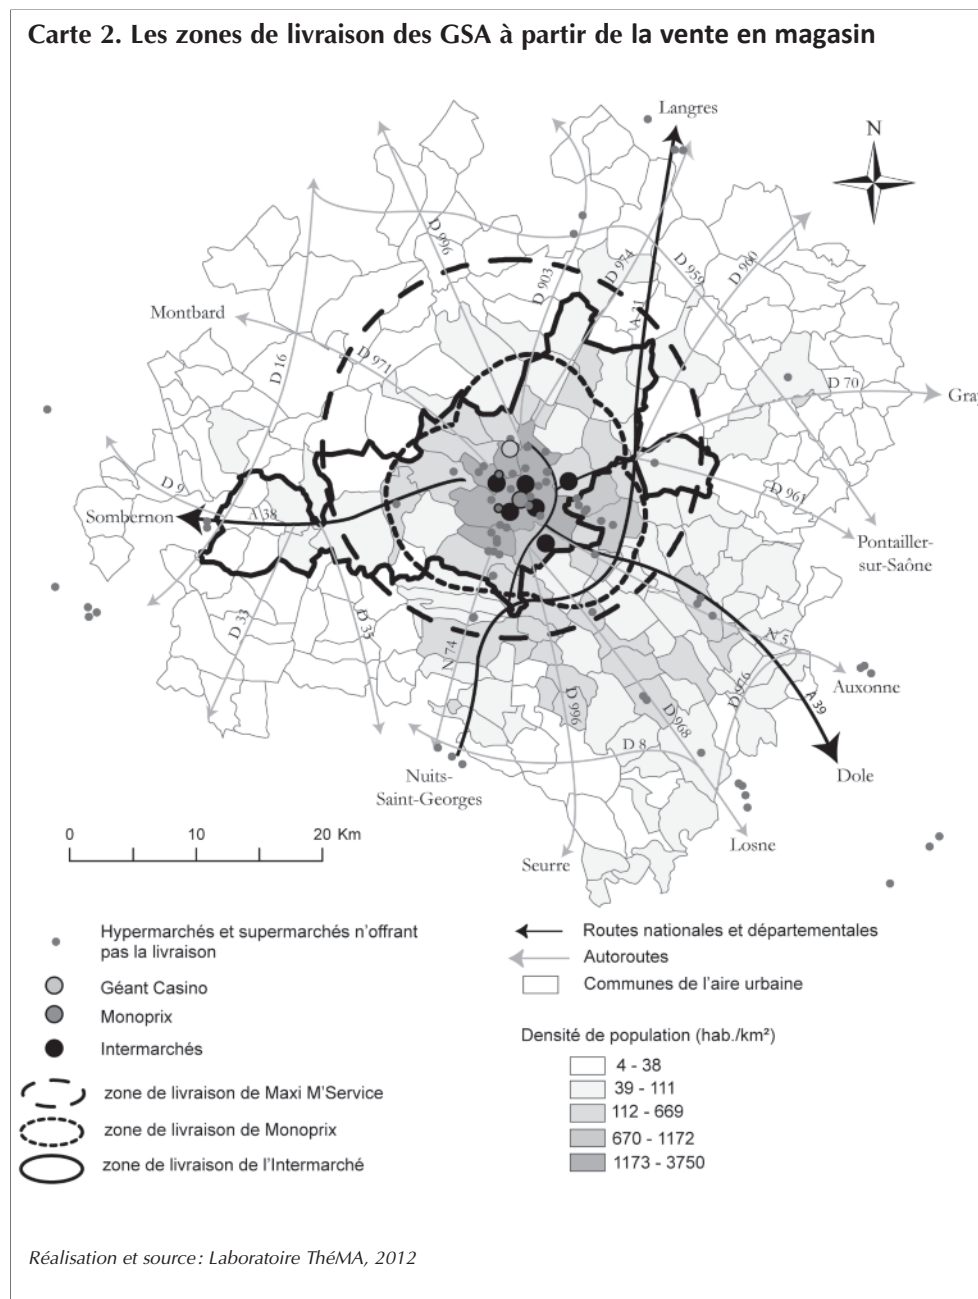 Carte 2. Les zones de livraison des GSA à partir de la vente en magasin
Langres
N
D 996
D 903
D 974
D 959
D 960
A 31
Montbard
D 971
D 16
D 70
Gra
D 9
Sombernon
A 38
D 961
Pontailler-
sur-Saône
D 33
D 35
N 74
N 5
Auxonne
D 976
A 39
D 966
D 968
D 8
Nuits-
Saint-Georges
Dole
Losne
Seurre
0 10 20 Km
Hypermarchés et supermarchés n'offrant
pas la livraison
Géant Casino
Monoprix
Intermarchés
zone de livraison de Maxi M'Service
zone de livraison de Monoprix
zone de livraison de l'Intermarché
Routes nationales et départementales
Autoroutes
Communes de l'aire urbaine
Densité de population (hab./km²)
4 - 38
39 - 111
112 - 669
670 - 1172
1173 - 3750
Réalisation et source : Laboratoire ThéMA, 2012